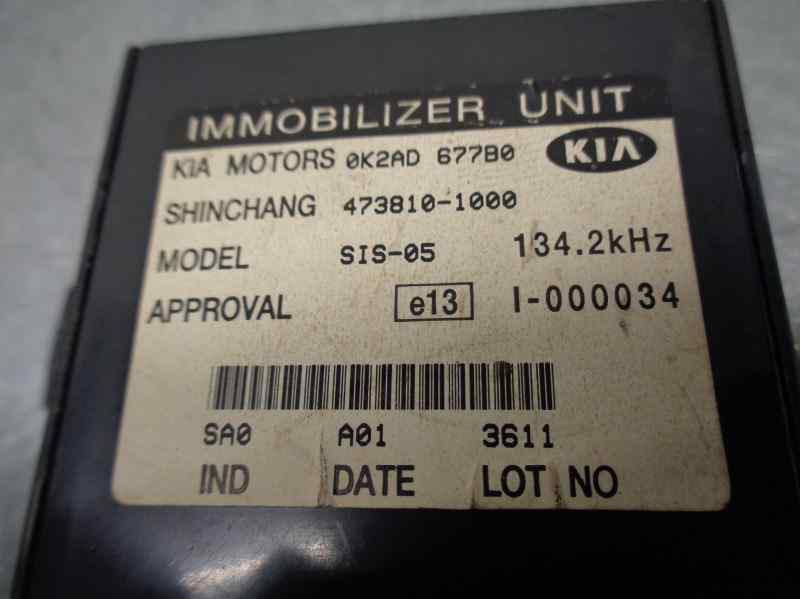 IMMOBILIZER UNIT
KIA MOTORS 0K2AD 677B0 KIA
SHINCHANG 473810-1000
MODEL SIS-05 134.2kHz
APPROVAL e13 I-000034
SA0 A01 3611
IND DATE LOT NO